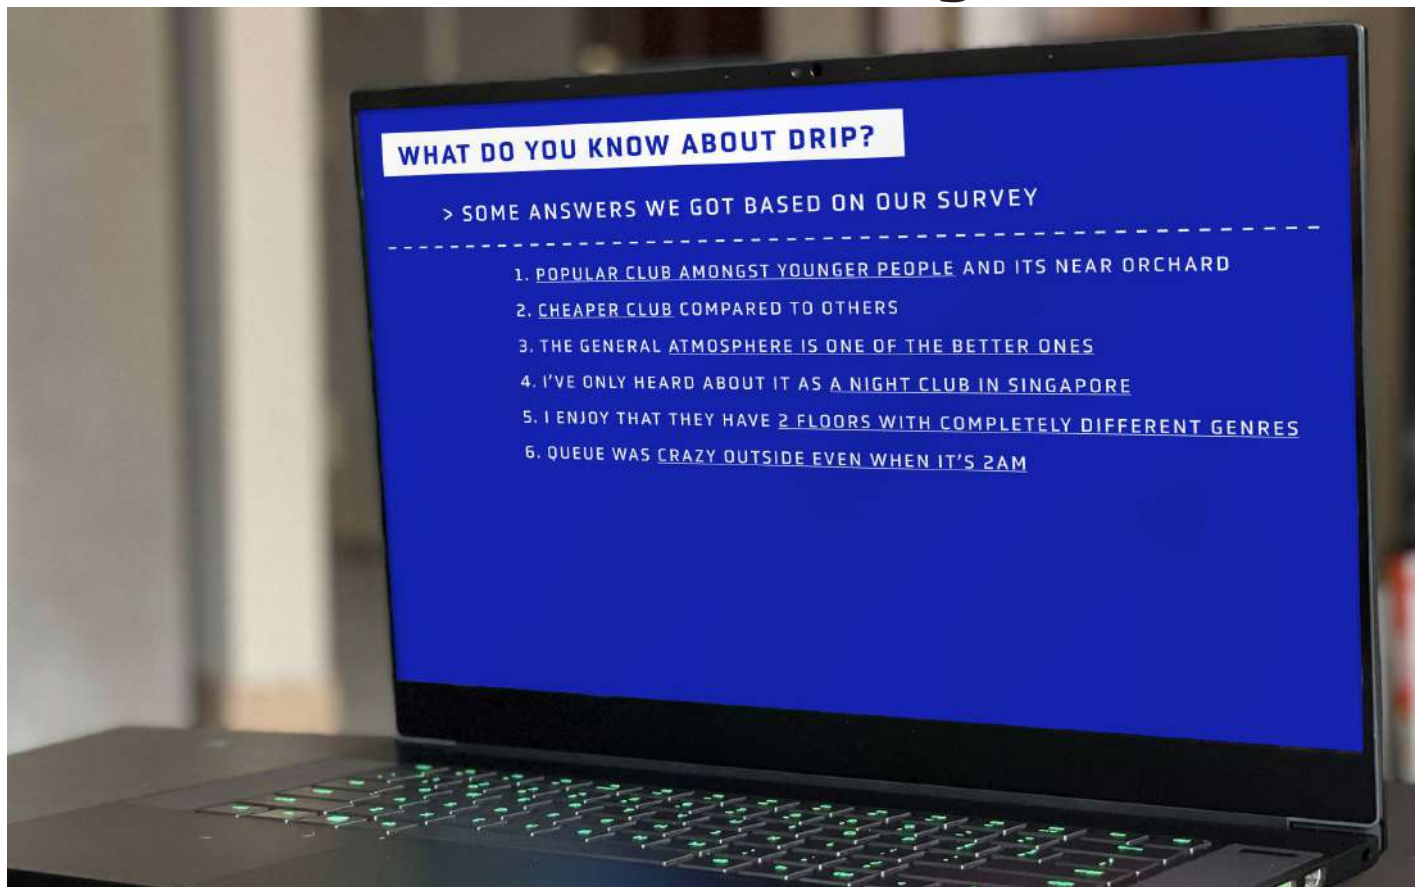 WHAT DO YOU KNOW ABOUT DRIP?
> SOME ANSWERS WE GOT BASED ON OUR SURVEY
1. POPULAR CLUB AMONGST YOUNGER PEOPLE AND ITS NEAR ORCHARD
2. CHEAPER CLUB COMPARED TO OTHERS
3. THE GENERAL ATMOSPHERE IS ONE OF THE BETTER ONES
4. I'VE ONLY HEARD ABOUT IT AS A NIGHT CLUB IN SINGAPORE
5. I ENJOY THAT THEY HAVE 2 FLOORS WITH COMPLETELY DIFFERENT GENRES
6. QUEUE WAS CRAZY OUTSIDE EVEN WHEN IT'S 2AM